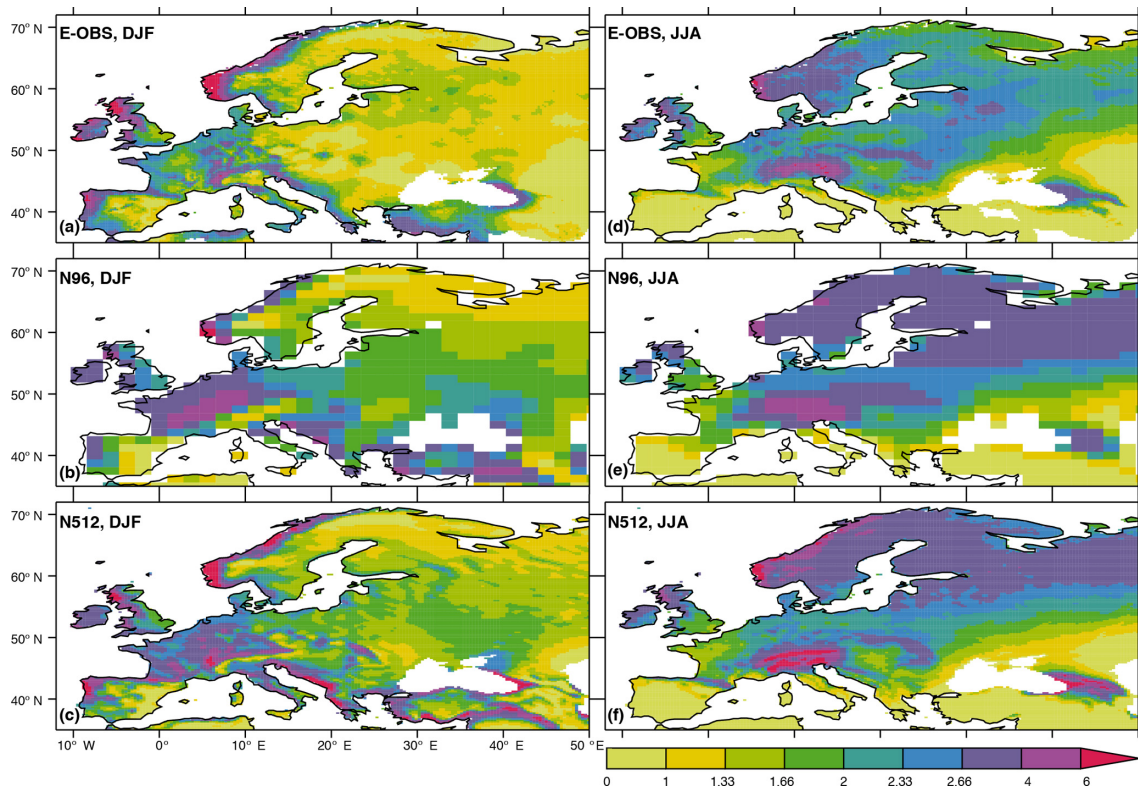 70° N E-OBS, DJF E-OBS, JJA
60° N
50° N
40° N
(a) (d)
70° N N96, DJF N96, JJA
60° N
50° N
40° N
(b) (e)
70° N N512, DJF N512, JJA
60° N
50° N
40° N
(c) (f)
10° W 0° 10° E 20° E 30° E 40° E 50 ° E
0 1 1.33 1.66 2 2.33 2.66 4 6